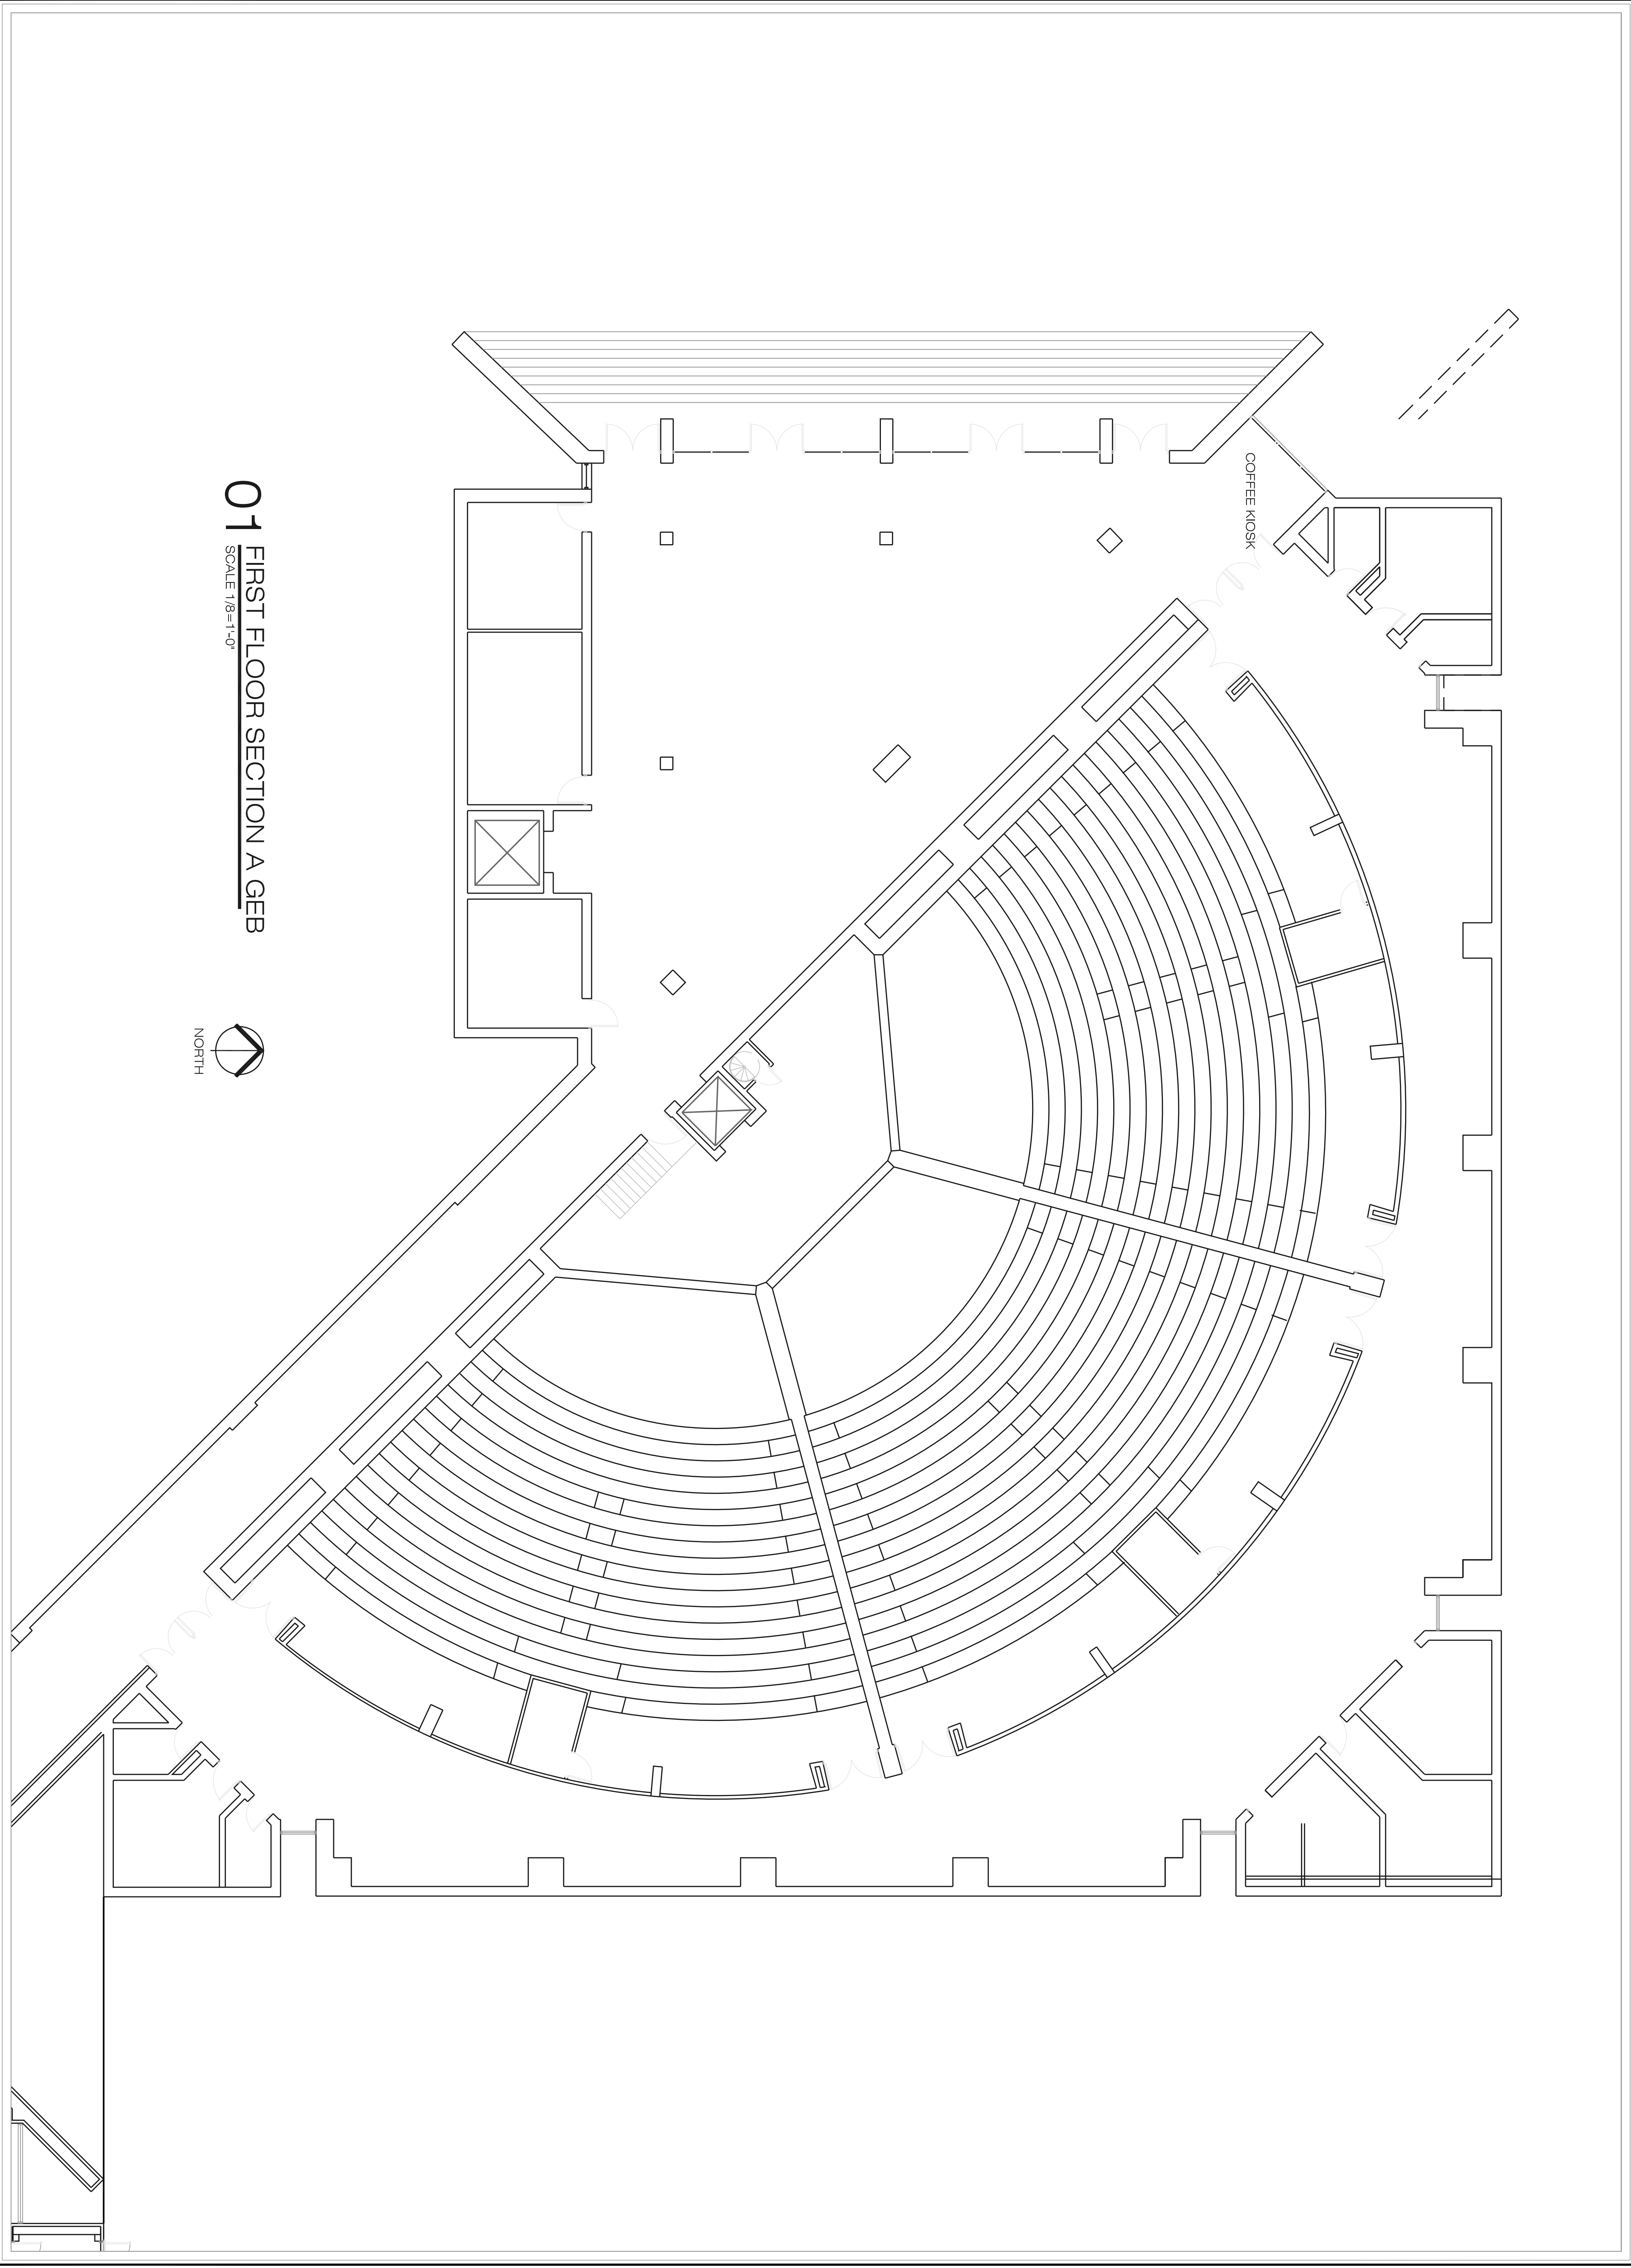 01 FIRST FLOOR SECTION A GEB
SCALE 1/8=1'-0"
NORTH
COFFEE KIOSK